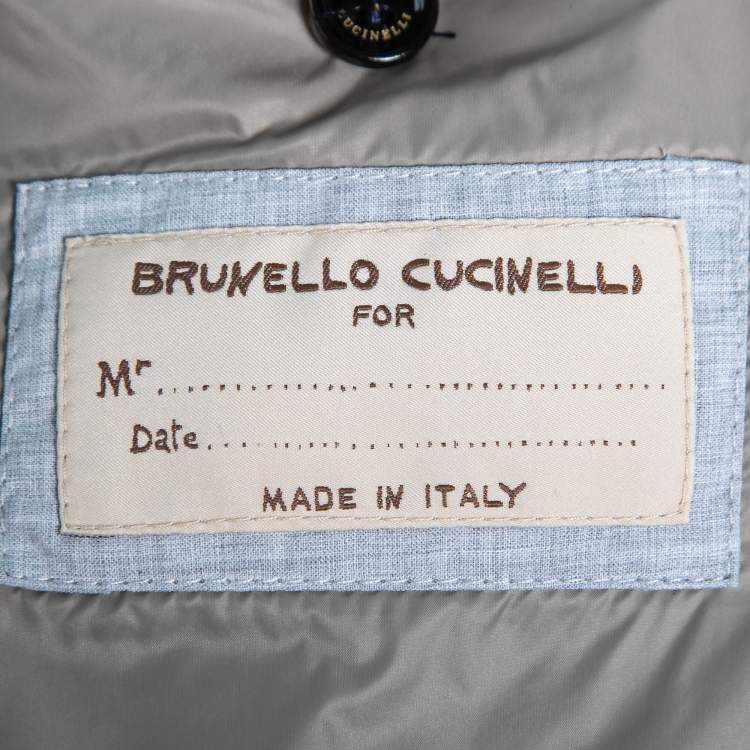 CUCINELLI
BRUNELLO CUCINELLI
FOR
Mr
Date
MADE IN ITALY